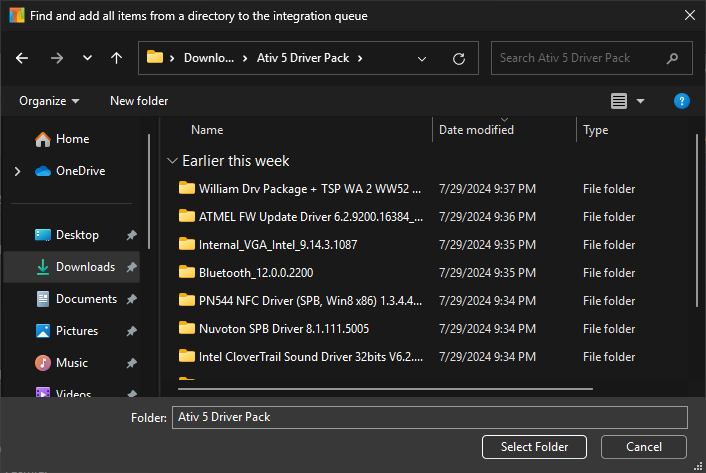 Find and add all items from a directory to the integration queue
Downlo... Ativ 5 Driver Pack
Search Ativ 5 Driver Pack
Organize
New folder
?
Home
OneDrive
Desktop
Downloads
Documents
Pictures
Music
Videos
Name Date modified Type
Earlier this week
William Drv Package + TSP WA 2 WW52 ... 7/29/2024 9:37 PM File folder
ATMEL FW Update Driver 6.2.9200.16384_... 7/29/2024 9:36 PM File folder
Internal_VGA_Intel_9.14.3.1087 7/29/2024 9:35 PM File folder
Bluetooth_12.0.0.2200 7/29/2024 9:35 PM File folder
PN544 NFC Driver (SPB, Win8 x86) 1.3.4.4... 7/29/2024 9:34 PM File folder
Nuvoton SPB Driver 8.1.111.5005 7/29/2024 9:34 PM File folder
Intel CloverTrail Sound Driver 32bits V6.2.... 7/29/2024 9:34 PM File folder
Folder: Ativ 5 Driver Pack
Select Folder
Cancel